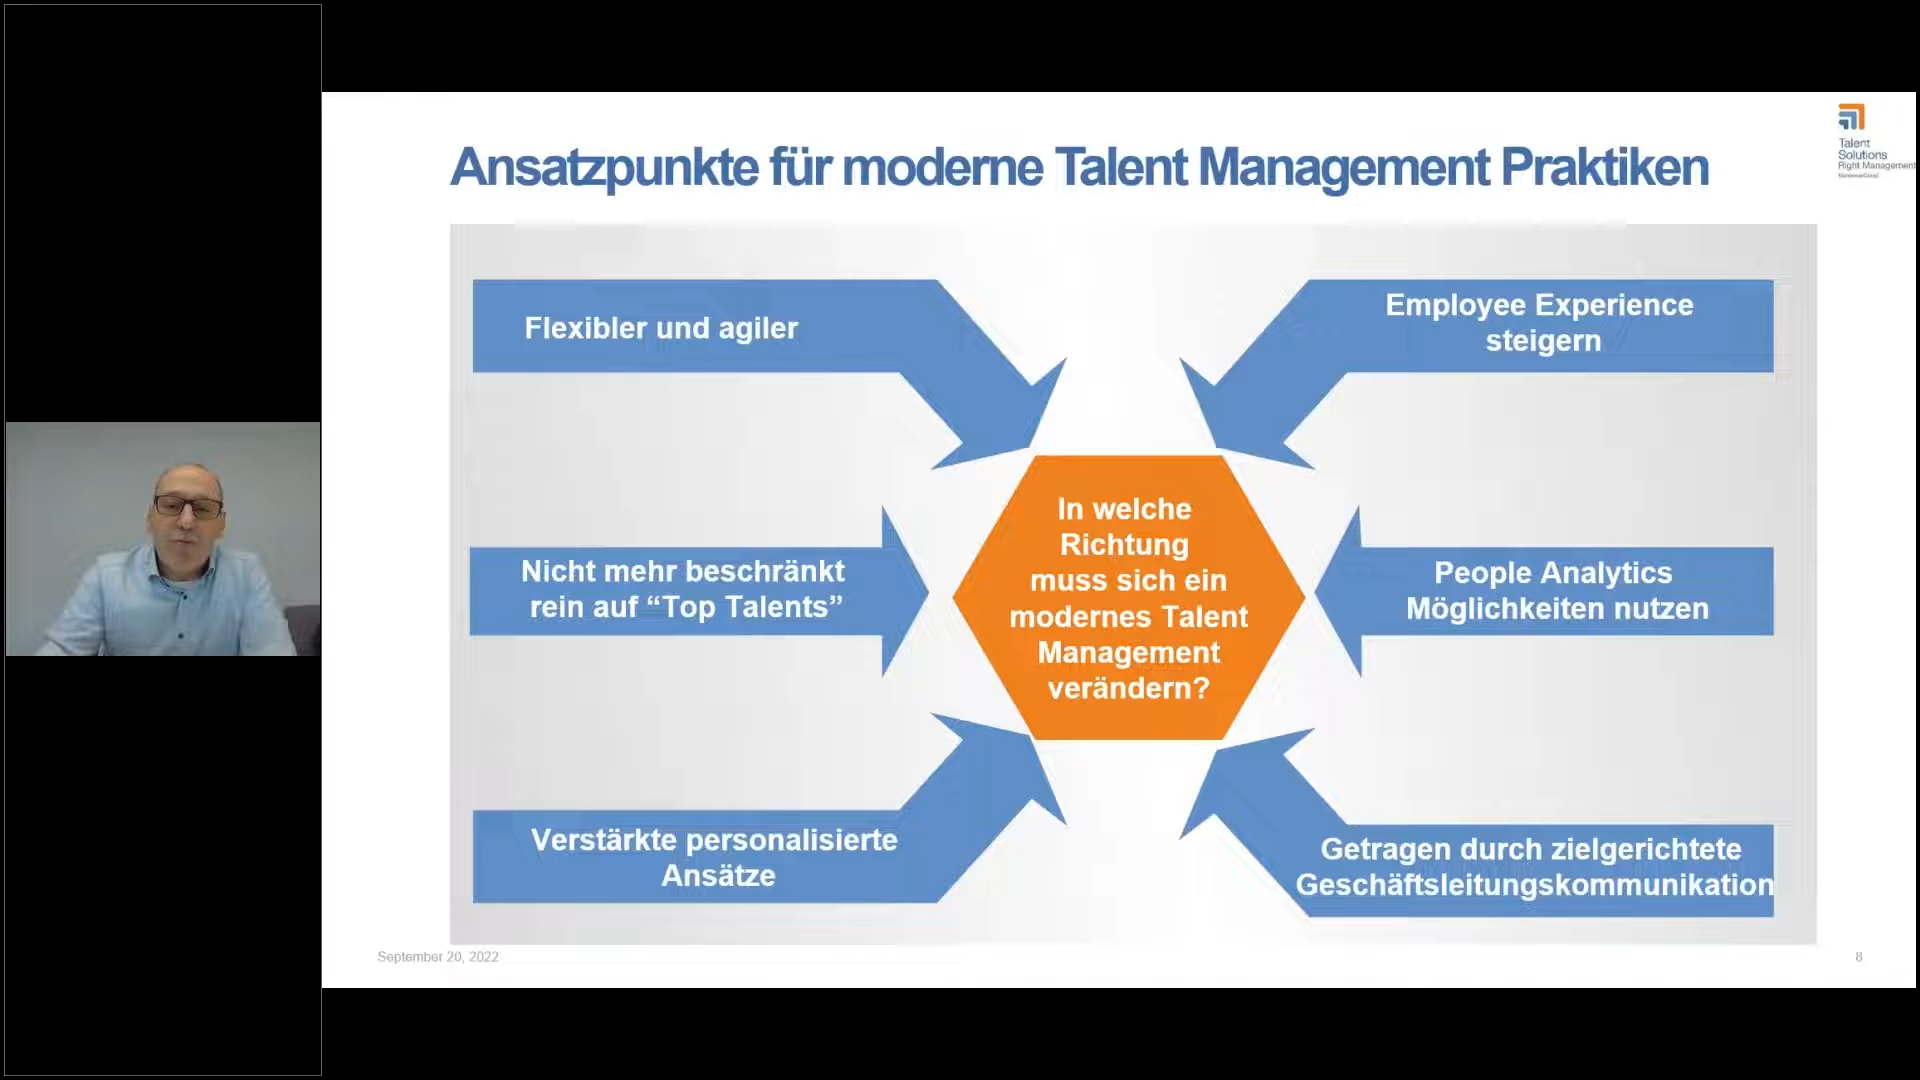 Talent
Solutions
Right Management
ManpowerGroup
Ansatzpunkte für moderne Talent Management Praktiken
Flexibler und agiler
Employee Experience
steigern
In welche
Richtung
muss sich ein
modernes Talent
Management
verändern?
Nicht mehr beschränkt
rein auf “Top Talents”
People Analytics
Möglichkeiten nutzen
Verstärkte personalisierte
Ansätze
Getragen durch zielgerichtete
Geschäftsleitungskommunikation
September 20, 2022
8